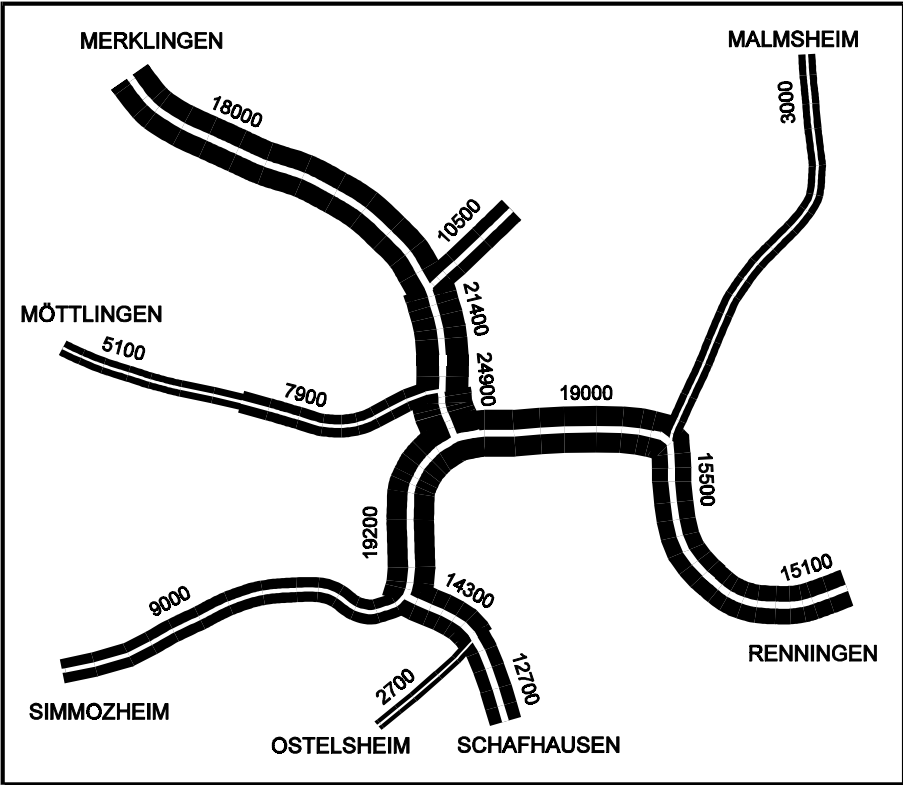 MERKLINGEN
MALMSHEIM
18000
3000
10500
21400
MÖTTLINGEN
5100
7900
24900
19000
15500
19200
15100
14300
9000
RENNINGEN
12700
2700
SIMMOZHEIM
OSTELSHEIM
SCHAFHAUSEN